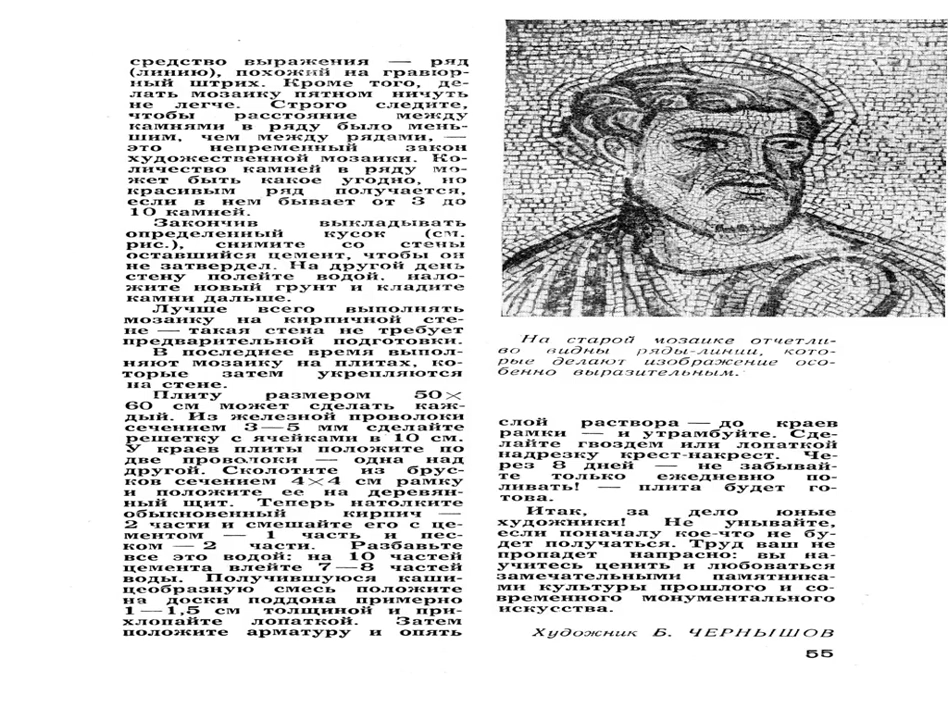 средство выражения — ряд
(линию), похожий на гравюр-
ный штрих. Кроме того, де-
лать мозаику пятном ничуть
не легче. Строго следите,
чтобы расстояние между
камнями в ряду было мень-
шим, чем между рядами, —
это непременный закон
художественной мозаики. Ко-
личество камней в ряду мо-
жет быть какое угодно, но
красивым ряд получается,
если в нем бывает от 3 до
10 камней.
Закончив выкладывать
определенный кусок (см.
рис.), снимите со стены
оставшийся цемент, чтобы он
не затвердел. На другой день
стену полейте водой, нало-
жите новый грунт и кладите
камни дальше.
Лучше всего выполнять
мозаику на кирпичной сте-
не — такая стена не требует
предварительной подготовки.
В последнее время выпол-
няют мозаику на плитах, ко-
торые затем укрепляются
на стене.
Плиту размером 50×
60 см может сделать каж-
дый. Из железной проволоки
сечением 3—5 мм сделайте
решетку с ячейками в 10 см.
У краев плиты положите по
две проволоки — одна над
другой. Сколотите из брус-
ков сечением 4×4 см рамку
и положите ее на деревян-
ный щит. Теперь натолките
обыкновенный кирпич —
2 части и смешайте его с це-
ментом — 1 часть и пес-
ком — 2 части. Разбавьте
все это водой: на 10 частей
цемента влейте 7—8 частей
воды. Получившуюся каши-
цеобразную смесь положите
на доски поддона примерно
1—1,5 см толщиной и при-
хлопайте лопаткой. Затем
положите арматуру и опять
На старой мозаике отчетли-
во видны ряды-линии, кото-
рые делают изображение осо-
бенно выразительным.
слой раствора — до краев
рамки — и утрамбуйте. Сде-
лайте гвоздем или лопаткой
надрезку крест-накрест. Че-
рез 8 дней — не забывай-
те только ежедневно по-
ливать! — плита будет го-
това.
Итак, за дело юные
художники! Не унывайте,
если поначалу кое-что не бу-
дет получаться. Труд ваш не
пропадет напрасно: вы на-
учитесь ценить и любоваться
замечательными памятника-
ми культуры прошлого и со-
временного монументального
искусства.
Художник Б. ЧЕРНЫШОВ
55